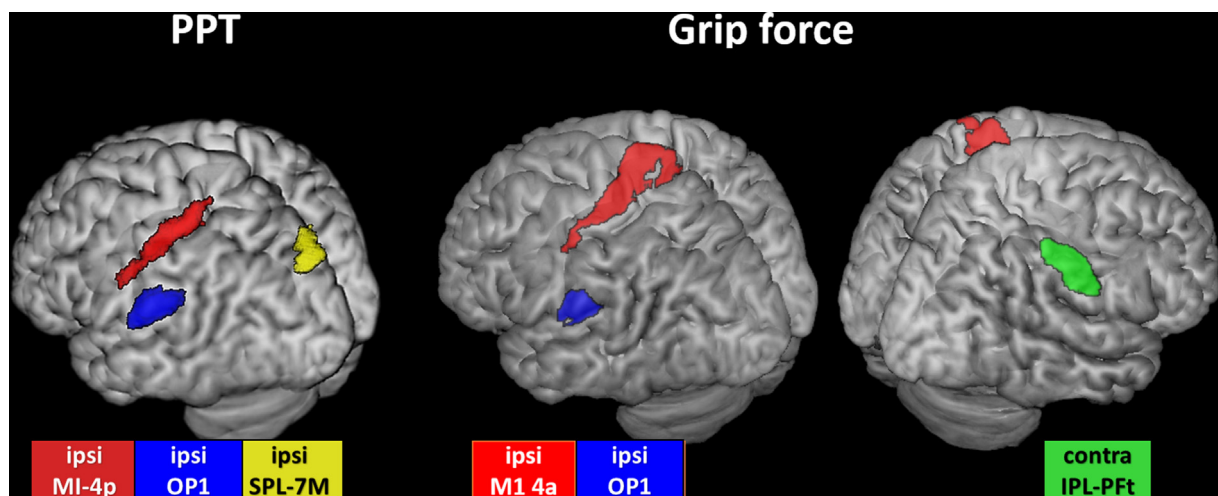 PPT
Grip force
ipsi
MI-4p
ipsi
OP1
ipsi
SPL-7M
ipsi
M1 4a
ipsi
OP1
contra
IPL-PFt